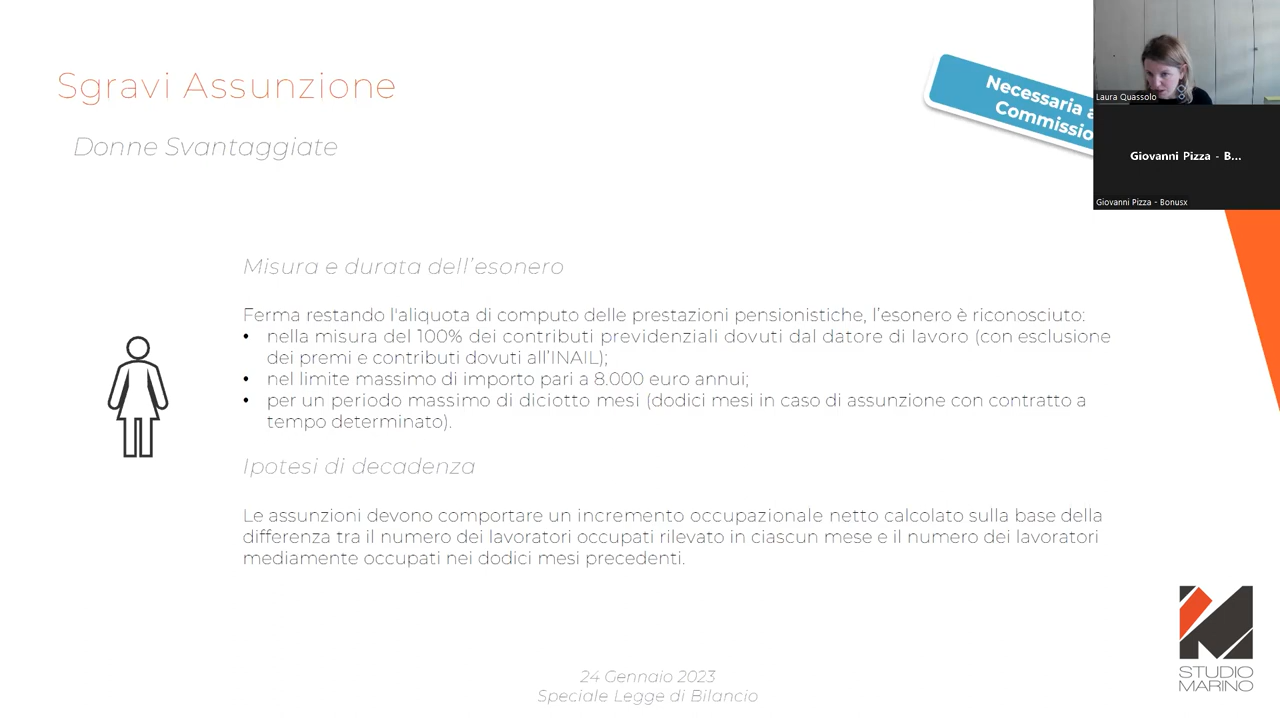 Sgravi Assunzione
Donne Svantaggiate
Necessaria
Commissio
Laura Quassolo
Giovanni Pizza - B...
Giovanni Pizza - Bonusx
Misura e durata dell’esonero
Ferma restando l'aliquota di computo delle prestazioni pensionistiche, l’esonero è riconosciuto:
• nella misura del 100% dei contributi previdenziali dovuti dal datore di lavoro (con esclusione
dei premi e contributi dovuti all’INAIL);
• nel limite massimo di importo pari a 8.000 euro annui;
• per un periodo massimo di diciotto mesi (dodici mesi in caso di assunzione con contratto a
tempo determinato).
Ipotesi di decadenza
Le assunzioni devono comportare un incremento occupazionale netto calcolato sulla base della
differenza tra il numero dei lavoratori occupati rilevato in ciascun mese e il numero dei lavoratori
mediamente occupati nei dodici mesi precedenti.
24 Gennaio 2023
Speciale Legge di Bilancio
STUDIO
MARINO